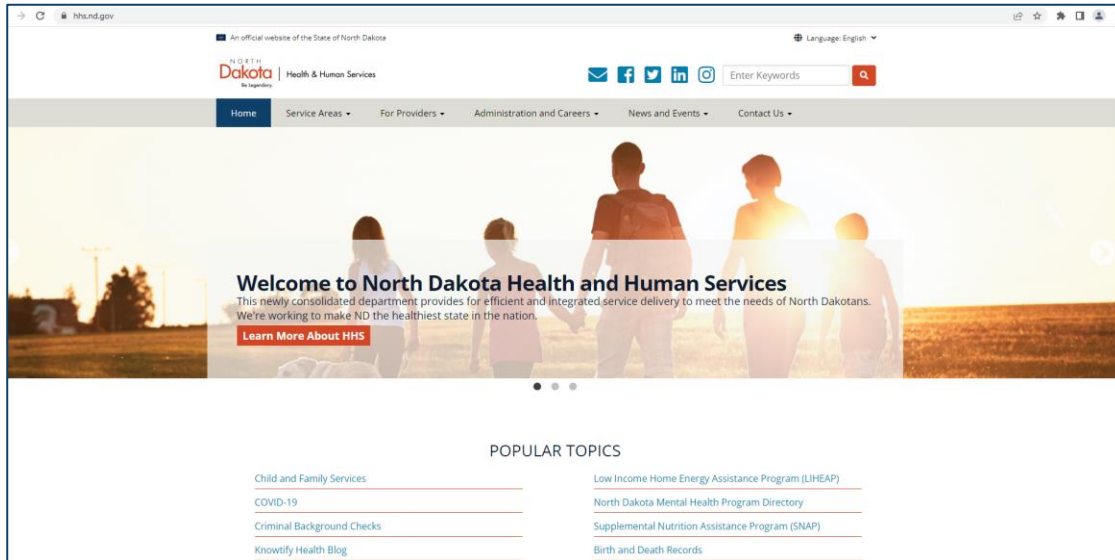 hhs.nd.gov
An official website of the State of North Dakota
Language: English
NORTH
Dakota | Health & Human Services
Be Legendary.
Enter Keywords
Home Service Areas For Providers Administration and Careers News and Events Contact Us
Welcome to North Dakota Health and Human Services
This newly consolidated department provides for efficient and integrated service delivery to meet the needs of North Dakotans.
We're working to make ND the healthiest state in the nation.
Learn More About HHS
POPULAR TOPICS
Child and Family Services
COVID-19
Criminal Background Checks
Knowtify Health Blog
Low Income Home Energy Assistance Program (LIHEAP)
North Dakota Mental Health Program Directory
Supplemental Nutrition Assistance Program (SNAP)
Birth and Death Records